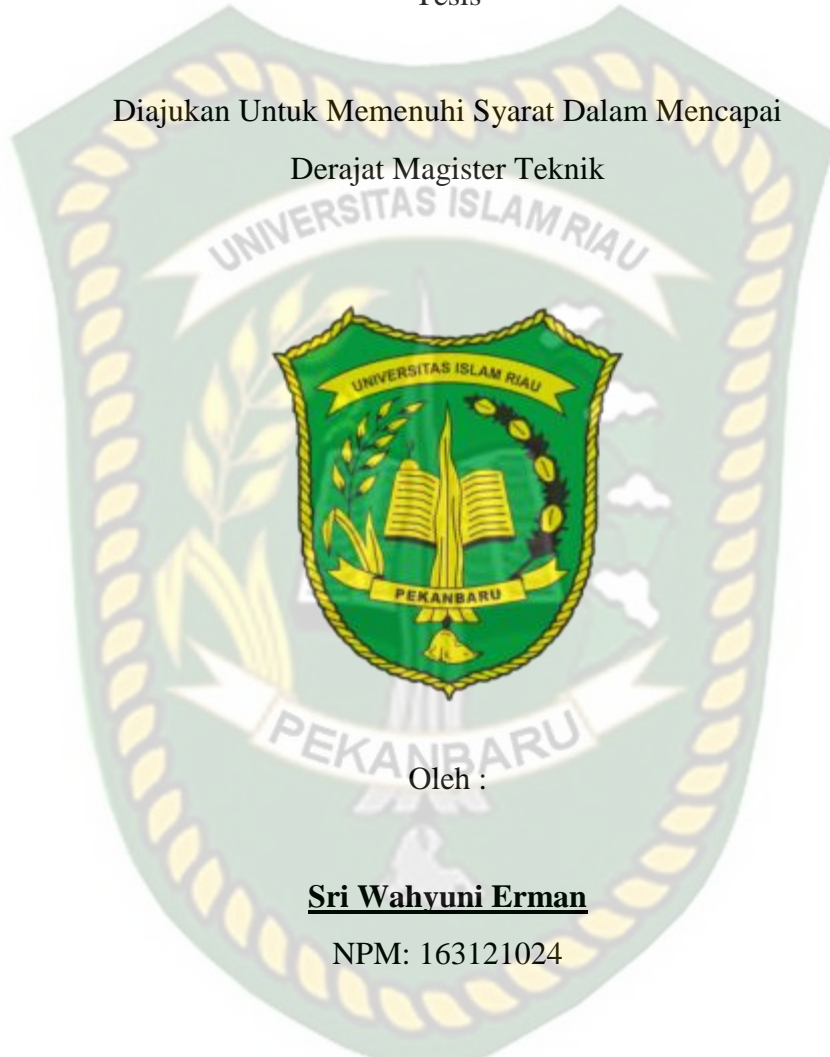 Tesis
Diajukan Untuk Memenuhi Syarat Dalam Mencapai
Derajat Magister Teknik
UNIVERSITAS ISLAM RIAU
UNIVERSITAS ISLAM RIAU
PEKANBARU
PEKANBARU
Oleh :
Sri Wahyuni Erman
NPM: 163121024